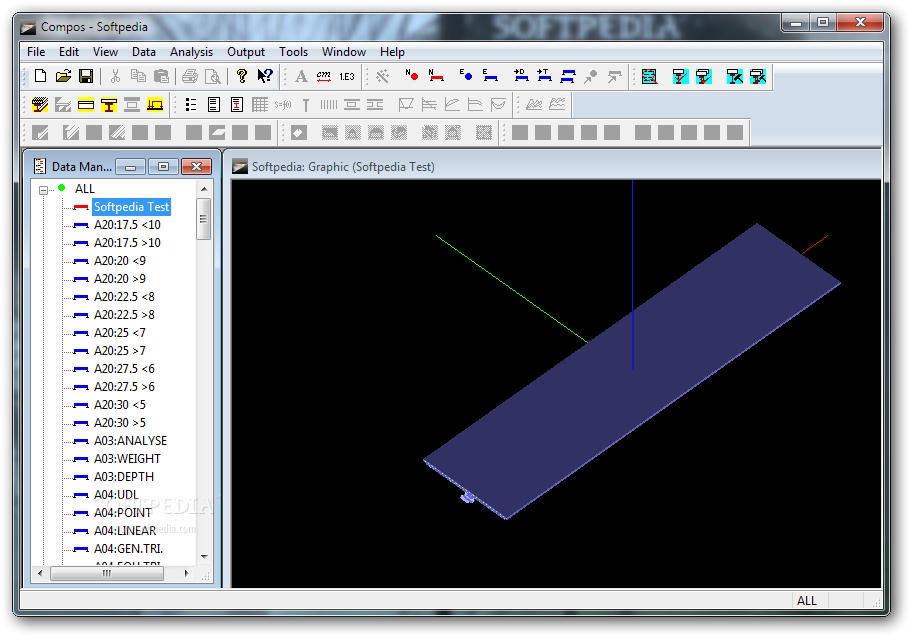 SOFTPEDIA
Compos - Softpedia
File Edit View Data Analysis Output Tools Window Help
A cm 1.E3 N N E E D T
S=f()
Data Man...
Softpedia: Graphic (Softpedia Test)
ALL
Softpedia Test
A20:17.5 <10
A20:17.5 >10
A20:20 <9
A20:20 >9
A20:22.5 <8
A20:22.5 >8
A20:25 <7
A20:25 >7
A20:27.5 <6
A20:27.5 >6
A20:30 <5
A20:30 >5
A03:ANALYSE
A03:WEIGHT
A03:DEPTH
A04:UDL
A04:POINT
A04:LINEAR
A04:GEN.TRI.
SOFTPEDIA
ALL